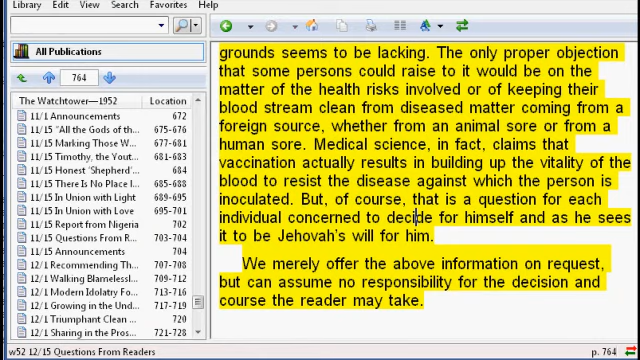 Edit View Search Favorites Help
All Publications
764
The Watchtower—1952 Location
11/1 Announcements 672
11/15 "All the Gods of th... 675-676
11/15 Marking Those W... 677-681
11/15 Timothy, the Yout... 681-683
11/1 Honest 'Shepherd'... 683-684
11/15 There Is No Place ... 685-687
11/15 In Union with Light 687-691
11/15 In Union with Love 691-695
11/15 Report from Nigeria 702
11/15 Questions From R... 703-704
11/15 Announcements 704
12/1 Recommending Th... 707-708
12/1 Walking Blameless... 709-712
12/1 Modern Idolatry Fo... 713-716
12/1 Growing in the Und... 717-719
12/1 Triumphant Clean ... 720
12/1 Sharing in the Pros... 721-728
grounds seems to be lacking. The only proper objection
that some persons could raise to it would be on the
matter of the health risks involved or of keeping their
blood stream clean from diseased matter coming from a
foreign source, whether from an animal sore or from a
human sore. Medical science, in fact, claims that
vaccination actually results in building up the vitality of the
blood to resist the disease against which the person is
inoculated. But, of course, that is a question for each
individual concerned to decide for himself and as he sees
it to be Jehovah's will for him.
We merely offer the above information on request,
but can assume no responsibility for the decision and
course the reader may take.
w52 12/15 Questions From Readers p. 764